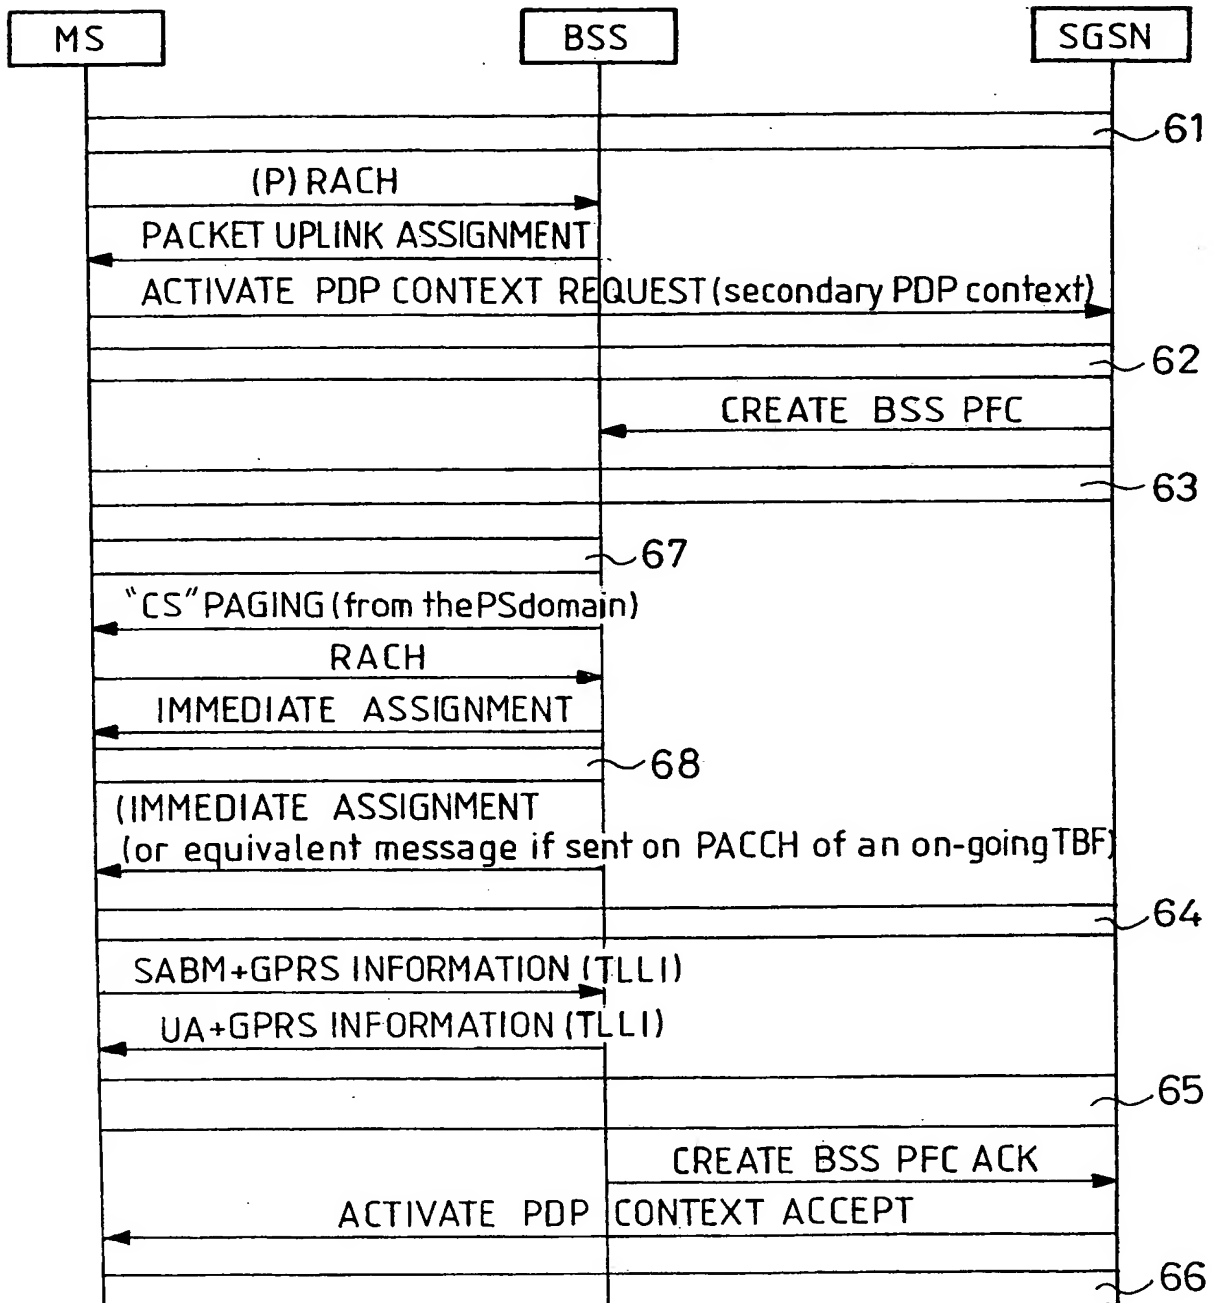 MS BSS SGSN
61
(P) RACH
PACKET UPLINK ASSIGNMENT
ACTIVATE PDP CONTEXT REQUEST (secondary PDP context)
62
CREATE BSS PFC
63
67
"CS" PAGING (from the PSdomain)
RACH
IMMEDIATE ASSIGNMENT
68
(IMMEDIATE ASSIGNMENT
(or equivalent message if sent on PACCH of an on-going TBF)
64
SABM+GPRS INFORMATION (TLLI)
UA+GPRS INFORMATION (TLLI)
65
CREATE BSS PFC ACK
ACTIVATE PDP CONTEXT ACCEPT
66